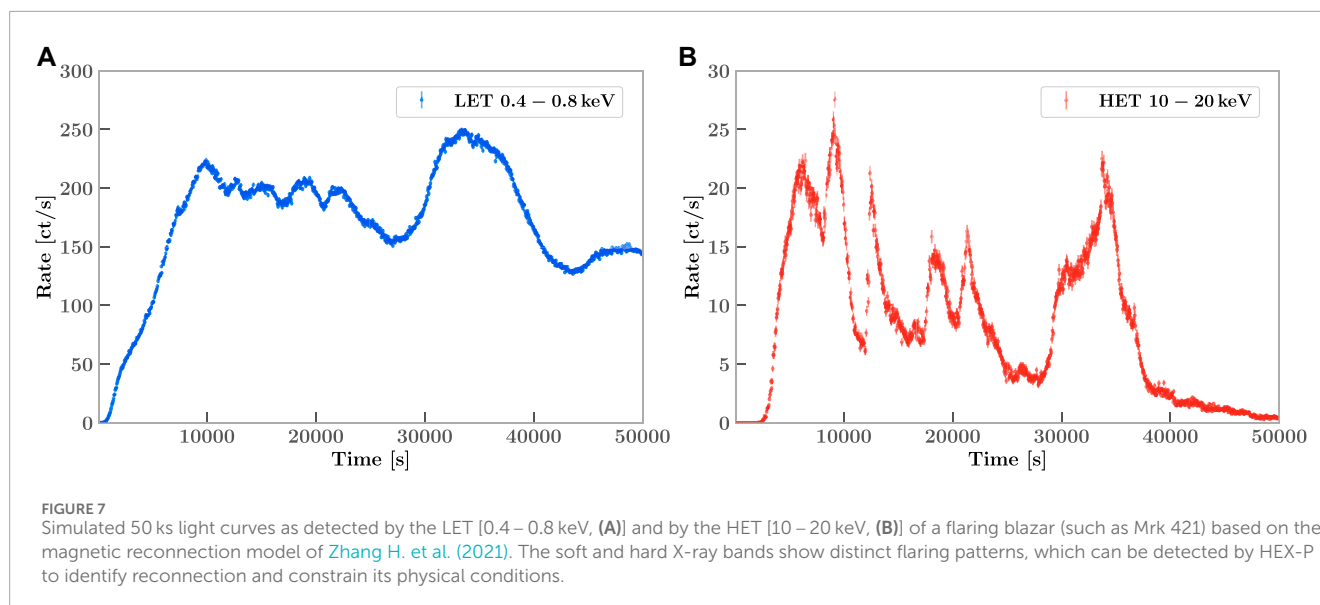 A
B
300
250
200
150
100
50
0
Rate [ct/s]
LET 0.4 – 0.8 keV
10000 20000 30000 40000 50000
Time [s]
30
25
20
15
10
5
0
Rate [ct/s]
HET 10 – 20 keV
10000 20000 30000 40000 50000
Time [s]
FIGURE 7
Simulated 50 ks light curves as detected by the LET [0.4 – 0.8 keV, (A)] and by the HET [10 – 20 keV, (B)] of a flaring blazar (such as Mrk 421) based on the
magnetic reconnection model of Zhang H. et al. (2021). The soft and hard X-ray bands show distinct flaring patterns, which can be detected by HEX-P
to identify reconnection and constrain its physical conditions.